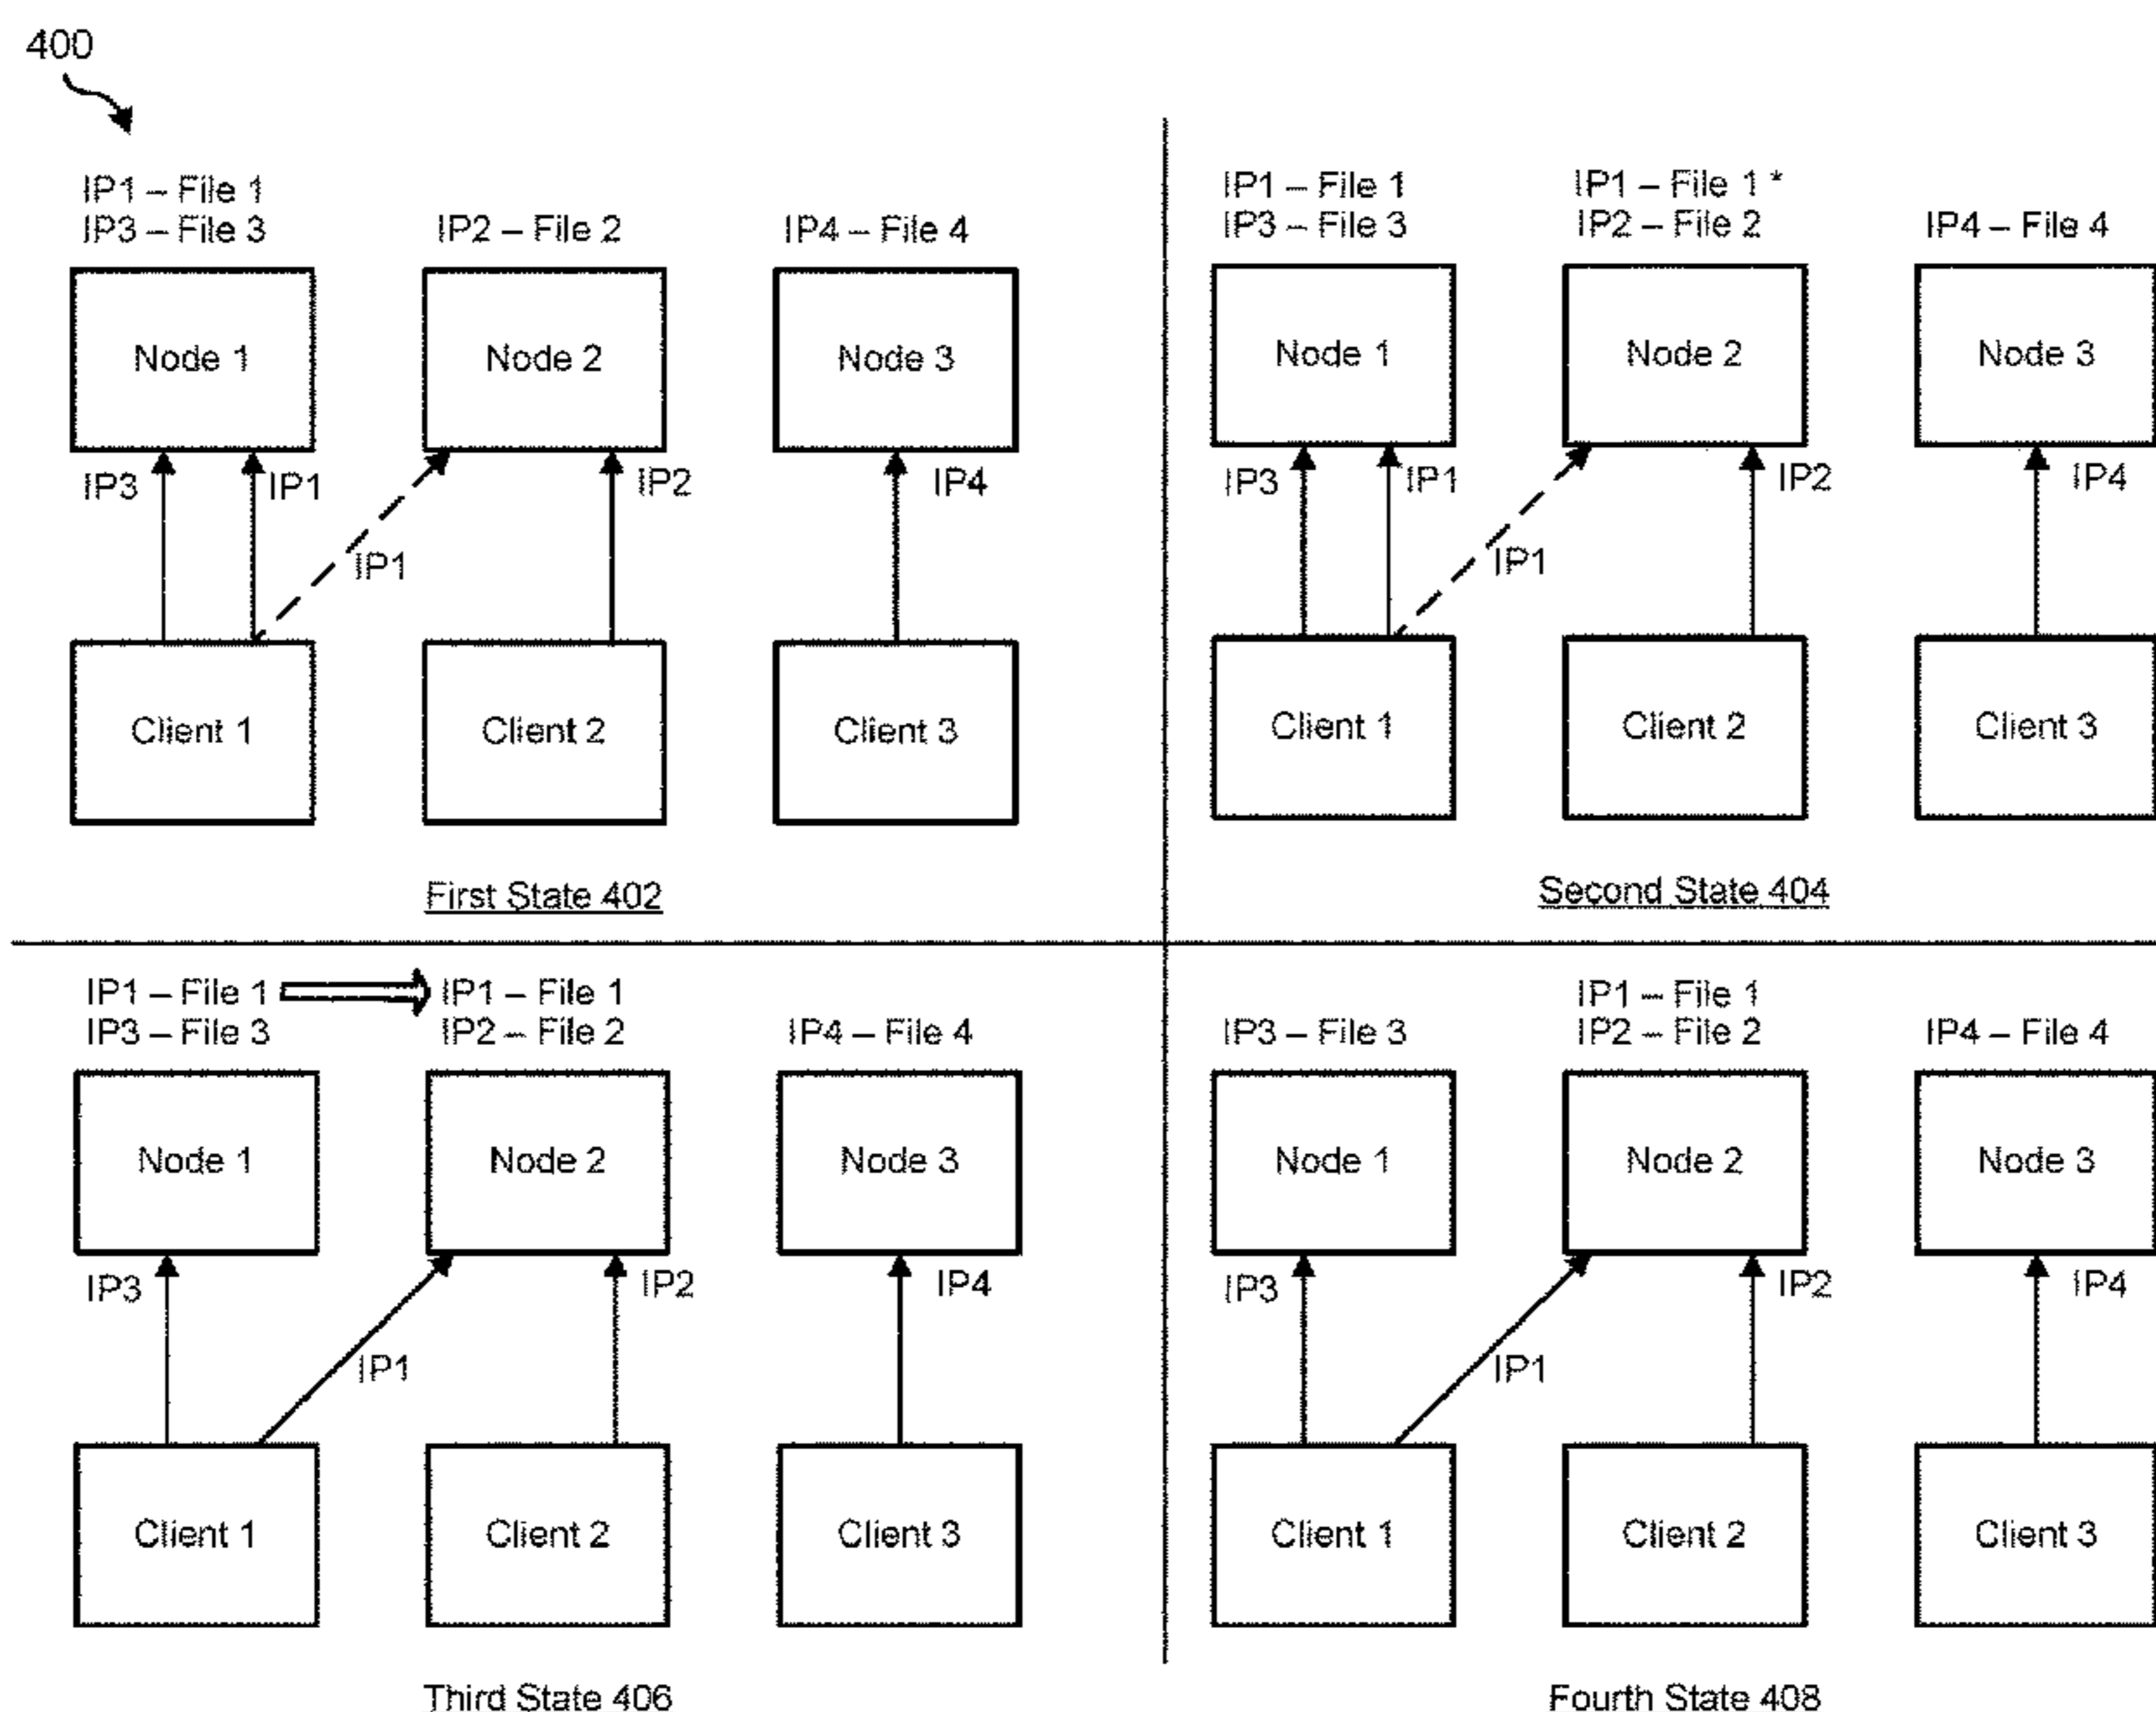 400
IP1 – File 1
IP3 – File 3
IP2 – File 2
IP4 – File 4
Node 1
Node 2
Node 3
IP3
IP1
IP1
IP2
IP4
Client 1
Client 2
Client 3
First State 402
IP1 – File 1
IP3 – File 3
IP1 – File 1 *
IP2 – File 2
IP4 – File 4
Node 1
Node 2
Node 3
IP3
IP1
IP1
IP2
IP4
Client 1
Client 2
Client 3
Second State 404
IP1 – File 1
IP3 – File 3
IP1 – File 1
IP2 – File 2
IP4 – File 4
Node 1
Node 2
Node 3
IP3
IP1
IP2
IP4
Client 1
Client 2
Client 3
Third State 406
IP3 – File 3
IP1 – File 1
IP2 – File 2
IP4 – File 4
Node 1
Node 2
Node 3
IP3
IP1
IP2
IP4
Client 1
Client 2
Client 3
Fourth State 408